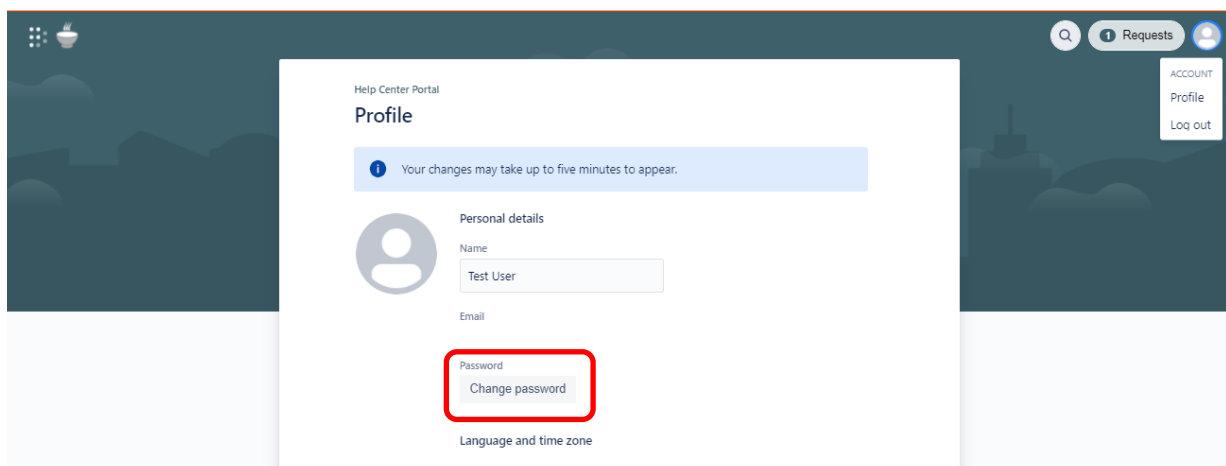 1 Requests
ACCOUNT
Profile
Log out
Help Center Portal
Profile
Your changes may take up to five minutes to appear.
Personal details
Name
Test User
Email
Password
Change password
Language and time zone